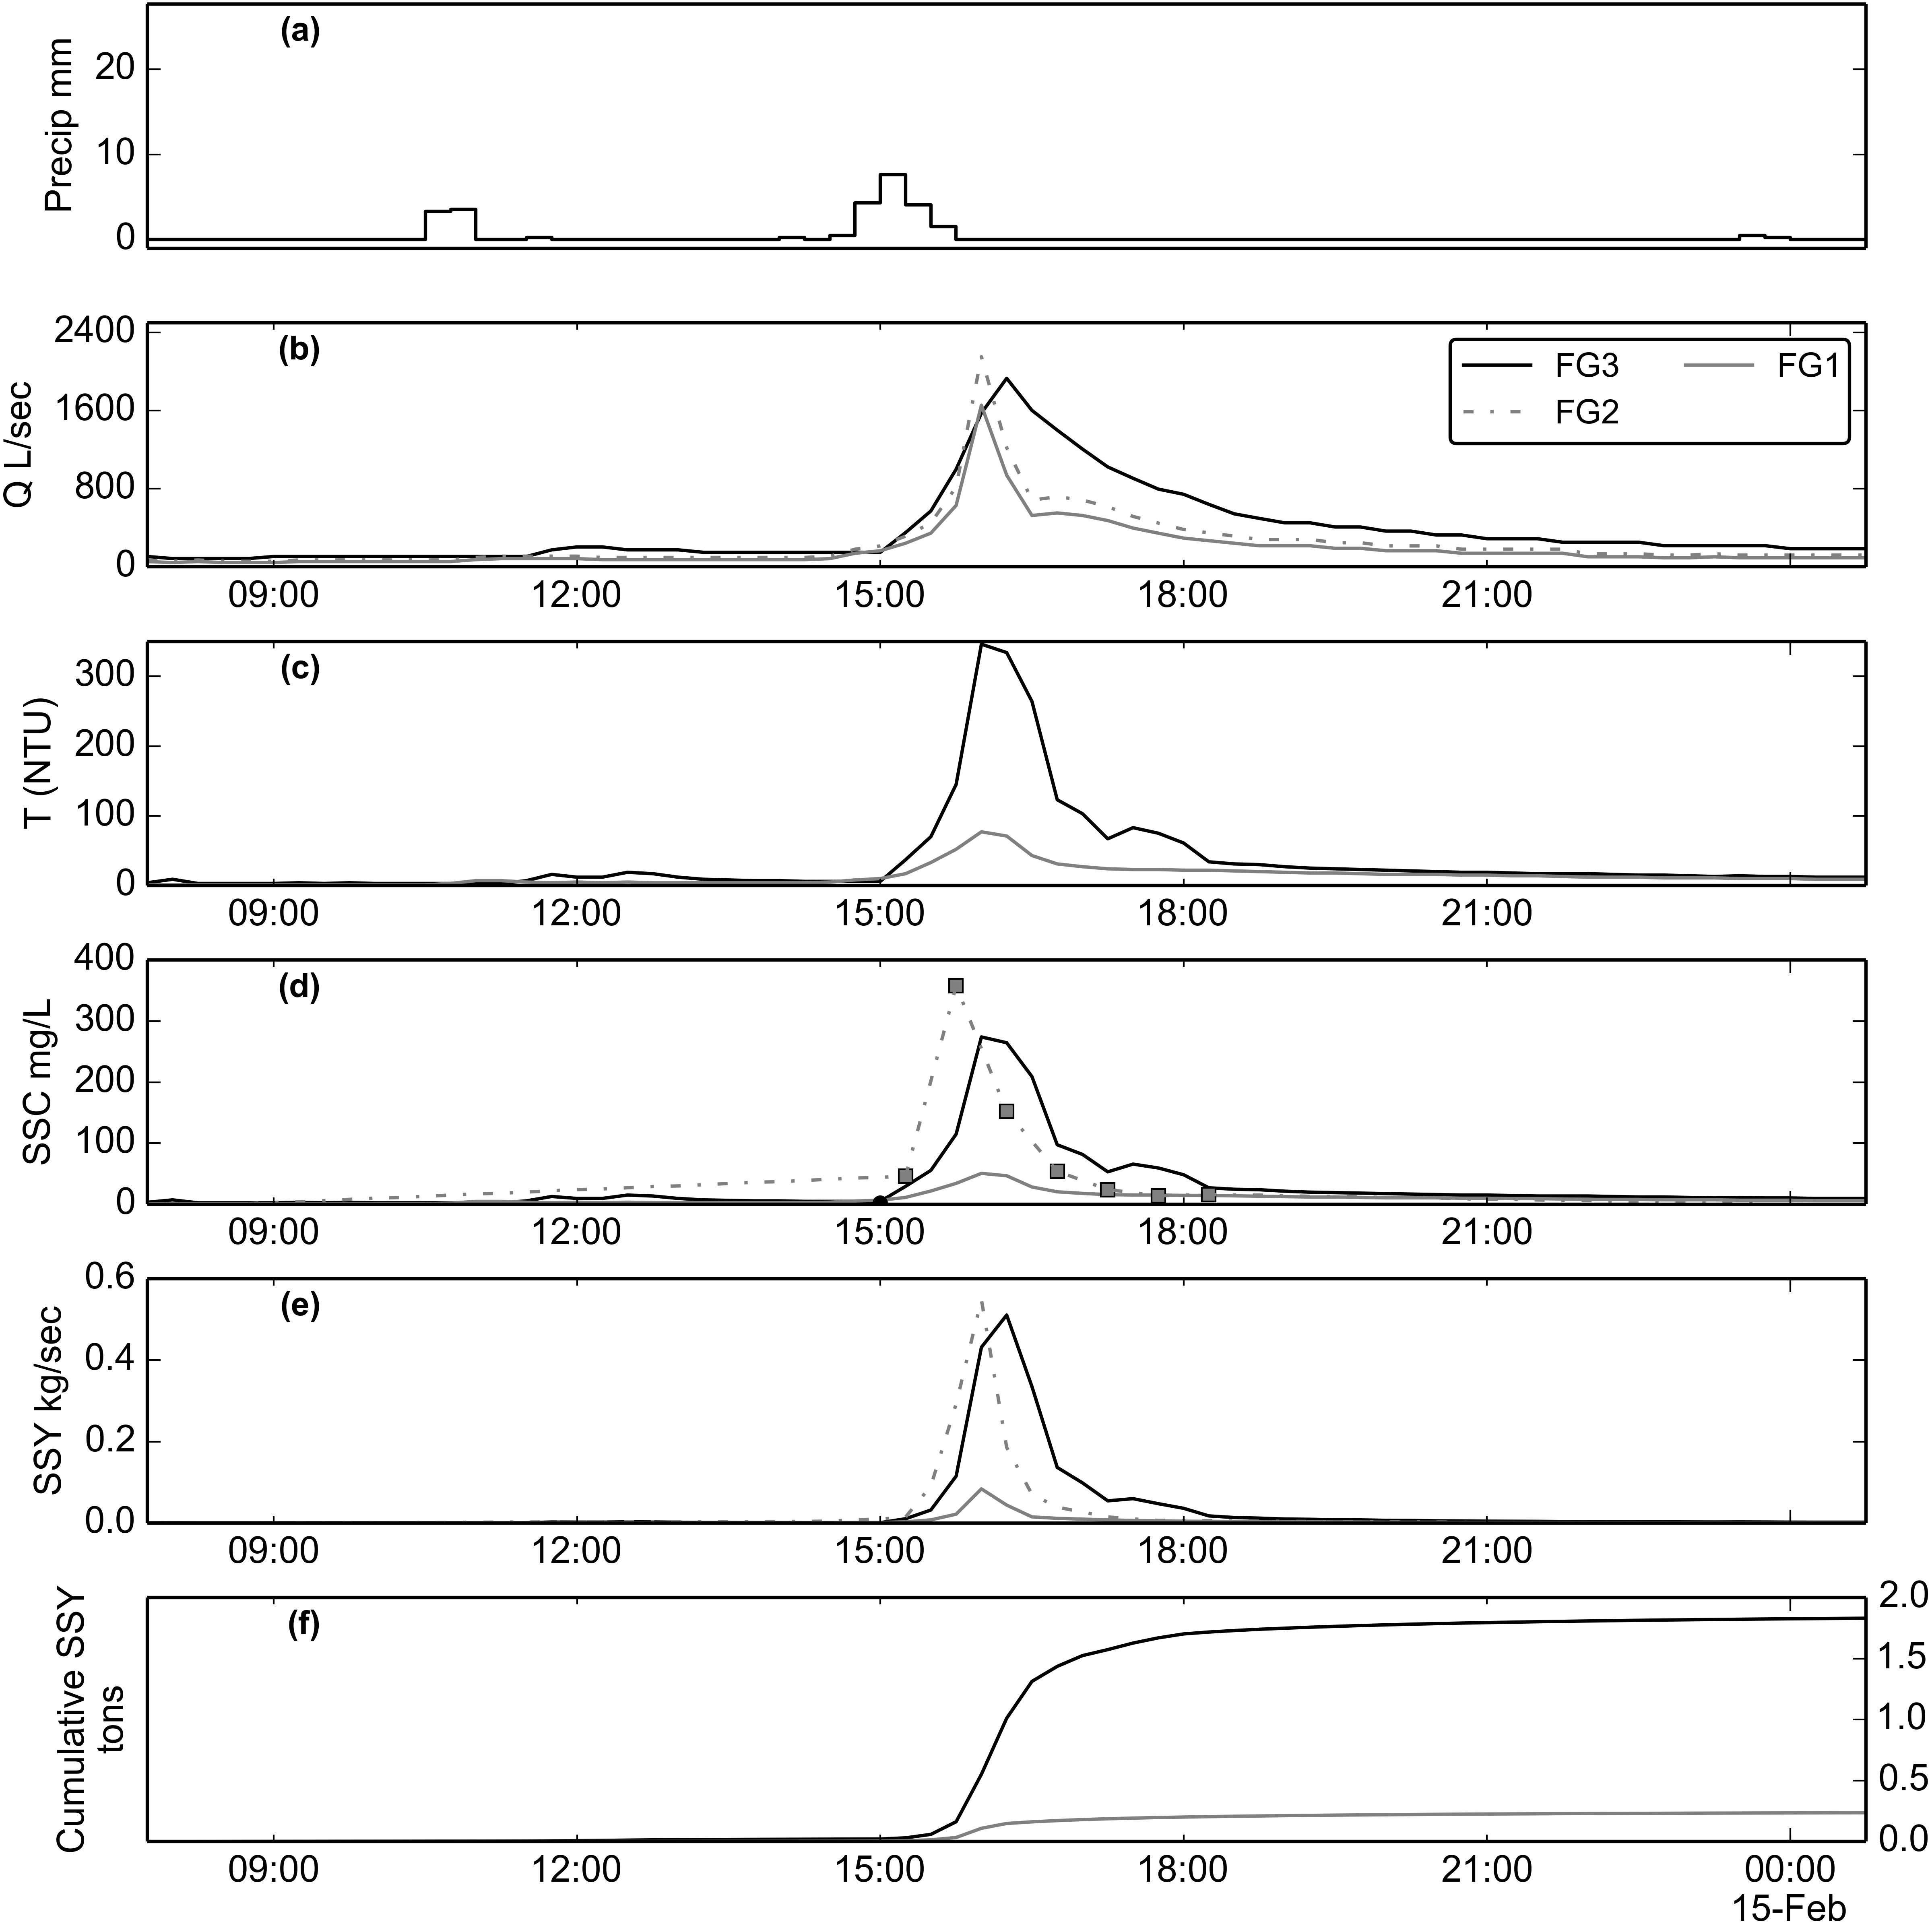 (a)
Precip mm
20
10
0
(b)
Q L/sec
2400
1600
800
0
FG3 FG1
FG2
09:00 12:00 15:00 18:00 21:00
(c)
T (NTU)
300
200
100
0
09:00 12:00 15:00 18:00 21:00
(d)
SSC mg/L
400
300
200
100
0
09:00 12:00 15:00 18:00 21:00
(e)
SSY kg/sec
0.6
0.4
0.2
0.0
09:00 12:00 15:00 18:00 21:00
(f)
Cumulative SSY
tons
2.0
1.5
1.0
0.5
0.0
09:00 12:00 15:00 18:00 21:00 00:00
15-Feb